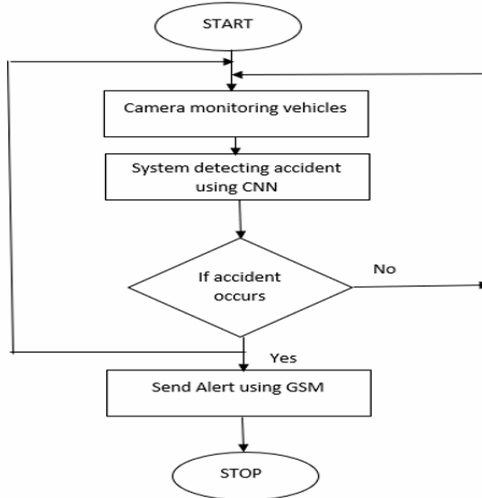 START
Camera monitoring vehicles
System detecting accident
using CNN
If accident
occurs
No
Yes
Send Alert using GSM
STOP